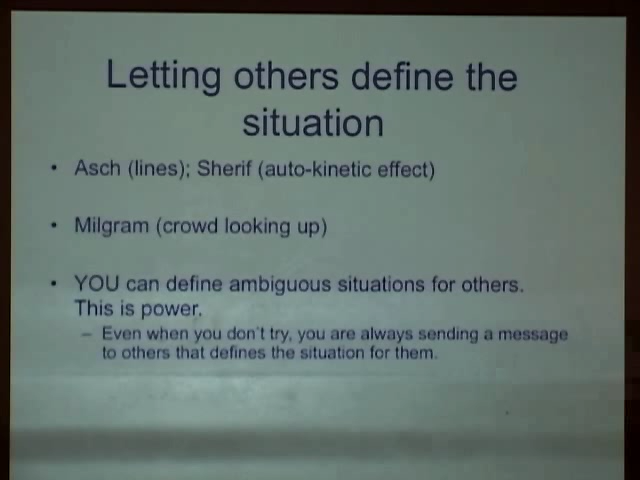 Letting others define the
situation
• Asch (lines); Sherif (auto-kinetic effect)
• Milgram (crowd looking up)
• YOU can define ambiguous situations for others.
This is power.
– Even when you don't try, you are always sending a message
to others that defines the situation for them.